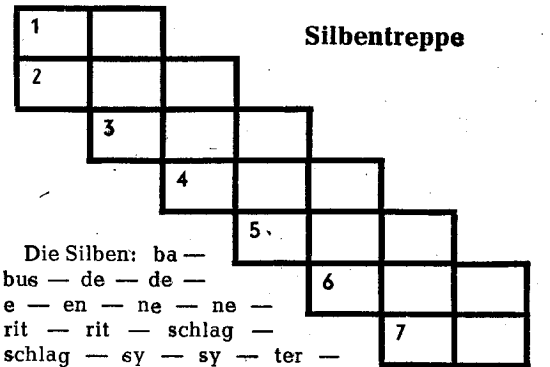 Silbentreppe
1
2
3
4
5
6
7
Die Silben: ba —
bus — de — de —
e — en — ne — ne —
rit — rit — schlag —
schlag — sy — sy — ter —